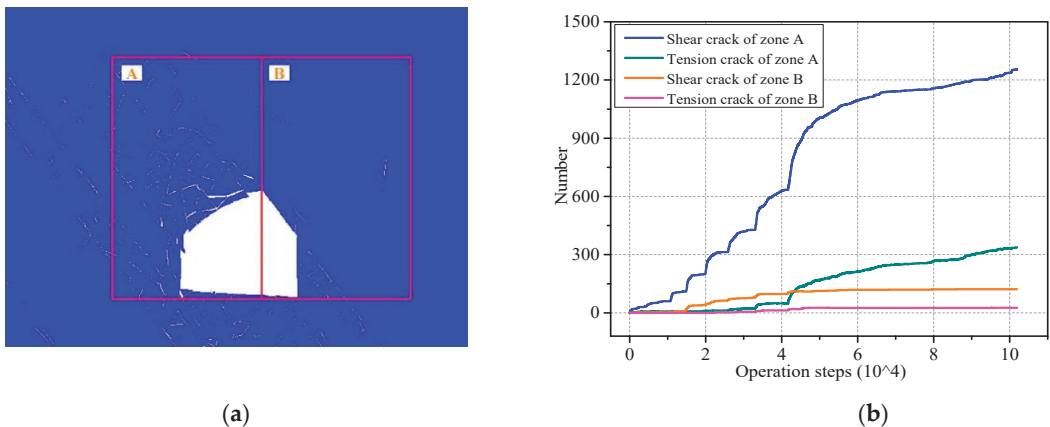 A
B
(a)
1500
1200
900
600
300
0
Number
Shear crack of zone A
Tension crack of zone A
Shear crack of zone B
Tension crack of zone B
0 2 4 6 8 10
Operation steps (10^4)
(b)